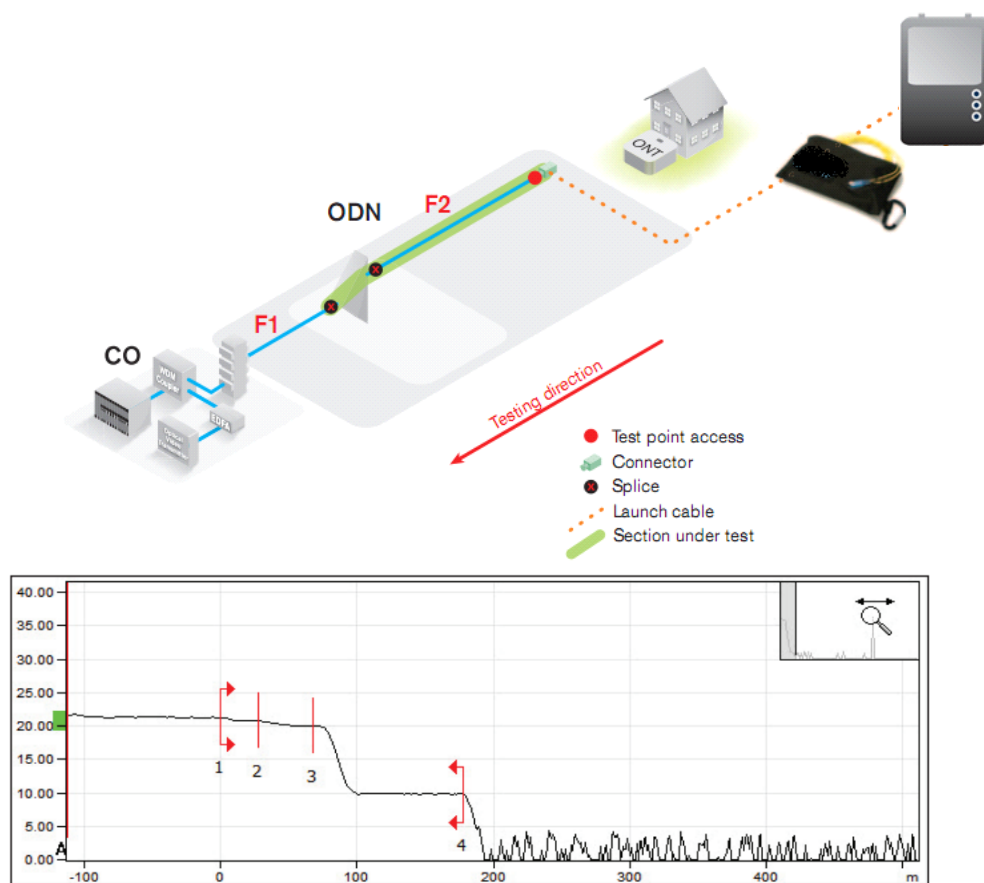 ONT
F2
ODN
F1
CO
WDM
Coupler
EDFA
Optical
Video
Testing direction
Test point access
Connector
Splice
Launch cable
Section under test
40.00
35.00
30.00
25.00
20.00
15.00
10.00
5.00
0.00
A
1
2
3
4
-100
0
100
200
300
400
m